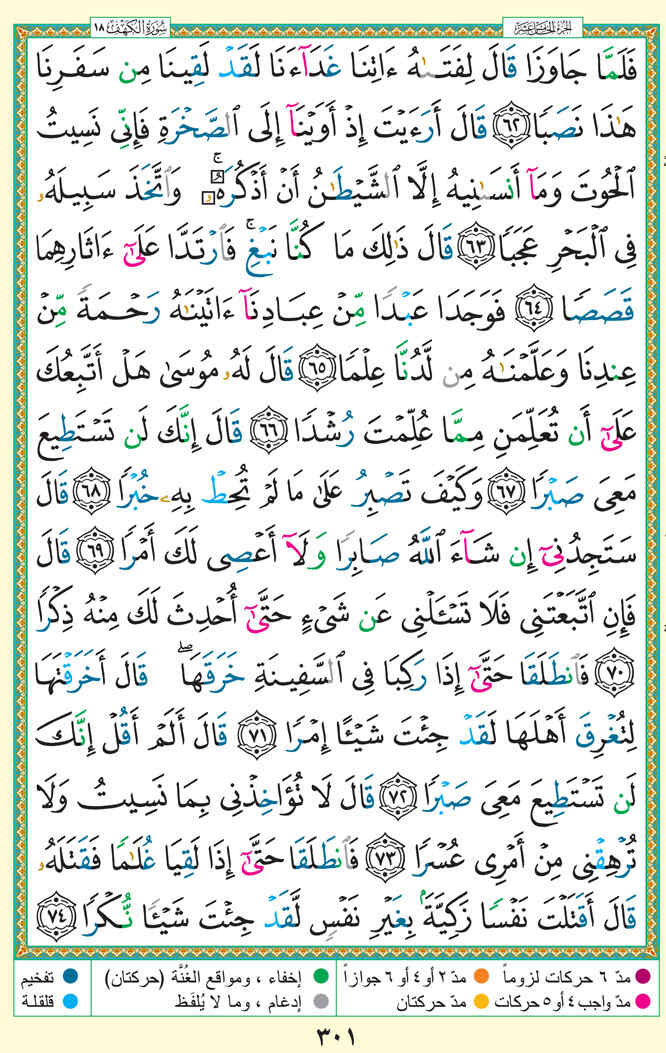 الجزء الخامس عشر سورة الكهف ١٨
فَلَمَّا جَاوَزَا قَالَ لِفَتَىٰهُ ءَاتِنَا غَدَآءَنَا لَقَدْ لَقِينَا مِن سَفَرِنَا
هَٰذَا نَصَبًا ٦٢ قَالَ أَرَءَيْتَ إِذْ أَوَيْنَآ إِلَى ٱلصَّخْرَةِ فَإِنِّى نَسِيتُ
ٱلْحُوتَ وَمَآ أَنسَىٰنِيهُ إِلَّا ٱلشَّيْطَٰنُ أَنْ أَذْكُرَهُۥ ۚ وَٱتَّخَذَ سَبِيلَهُۥ
فِى ٱلْبَحْرِ عَجَبًا ٦٣ قَالَ ذَٰلِكَ مَا كُنَّا نَبْغِ ۚ فَٱرْتَدَّا عَلَىٰٓ ءَاثَارِهِمَا
قَصَصًا ٦٤ فَوَجَدَا عَبْدًا مِّنْ عِبَادِنَآ ءَاتَيْنَٰهُ رَحْمَةً مِّنْ
عِندِنَا وَعَلَّمْنَٰهُ مِن لَّدُنَّا عِلْمًا ٦٥ قَالَ لَهُۥ مُوسَىٰ هَلْ أَتَّبِعُكَ
عَلَىٰٓ أَن تُعَلِّمَنِ مِمَّا عُلِّمْتَ رُشْدًا ٦٦ قَالَ إِنَّكَ لَن تَسْتَطِيعَ
مَعِىَ صَبْرًا ٦٧ وَكَيْفَ تَصْبِرُ عَلَىٰ مَا لَمْ تُحِطْ بِهِۦ خُبْرًا ٦٨ قَالَ
سَتَجِدُنِىٓ إِن شَآءَ ٱللَّهُ صَابِرًا وَلَآ أَعْصِى لَكَ أَمْرًا ٦٩ قَالَ
فَإِنِ ٱتَّبَعْتَنِى فَلَا تَسْـَٔلْنِى عَن شَىْءٍ حَتَّىٰٓ أُحْدِثَ لَكَ مِنْهُ ذِكْرًا
٧٠ فَٱنطَلَقَا حَتَّىٰٓ إِذَا رَكِبَا فِى ٱلسَّفِينَةِ خَرَقَهَا ۖ قَالَ أَخَرَقْتَهَا
لِتُغْرِقَ أَهْلَهَا لَقَدْ جِئْتَ شَيْـًٔا إِمْرًا ٧١ قَالَ أَلَمْ أَقُلْ إِنَّكَ
لَن تَسْتَطِيعَ مَعِىَ صَبْرًا ٧٢ قَالَ لَا تُؤَاخِذْنِى بِمَا نَسِيتُ وَلَا
تُرْهِقْنِى مِنْ أَمْرِى عُسْرًا ٧٣ فَٱنطَلَقَا حَتَّىٰٓ إِذَا لَقِيَا غُلَٰمًا فَقَتَلَهُۥ
قَالَ أَقَتَلْتَ نَفْسًا زَكِيَّةًۢ بِغَيْرِ نَفْسٍ لَّقَدْ جِئْتَ شَيْـًٔا نُّكْرًا ٧٤
مدّ ٦ حركات لزوماً مدّ ٢ أو ٤ أو ٦ جوازاً إخفاء ، ومواقع الغُنَّة (حركتان) تفخيم
مدّ واجب ٤ أو ٥ حركات مدّ حركتان إدغام ، وما لا يُلفَظ قلقلة
٣٠١